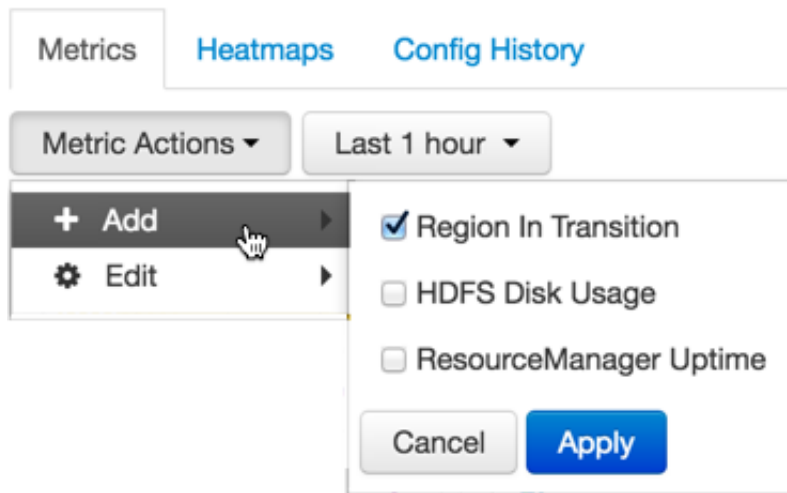 Metrics Heatmaps Config History
Metric Actions Last 1 hour
Add
Edit
Region In Transition
HDFS Disk Usage
ResourceManager Uptime
Cancel Apply